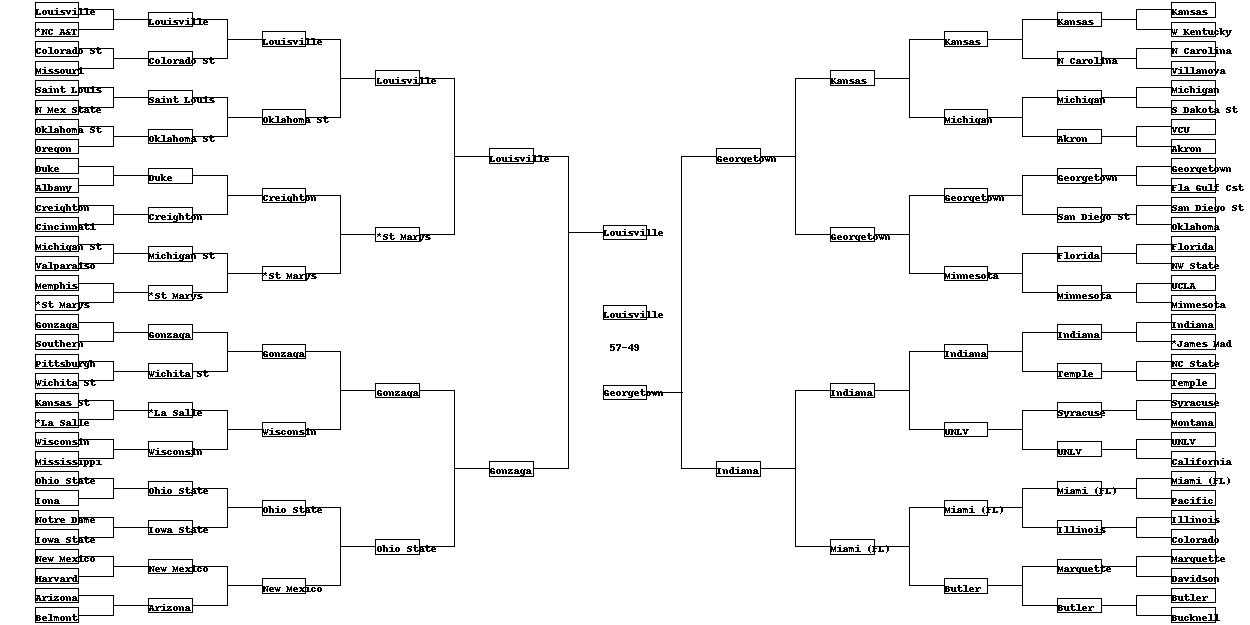 Louisville
*NC A&T
Colorado St
Missouri
Saint Louis
N Mex State
Oklahoma St
Oregon
Duke
Albany
Creighton
Cincinnati
Michigan St
Valparaiso
Memphis
*St Marys
Gonzaga
Southern
Pittsburgh
Wichita St
Kansas St
*La Salle
Wisconsin
Mississippi
Ohio State
Iona
Notre Dame
Iowa State
New Mexico
Harvard
Arizona
Belmont
Louisville
Colorado St
Saint Louis
Oklahoma St
Duke
Creighton
Michigan St
*St Marys
Gonzaga
Wichita St
*La Salle
Wisconsin
Ohio State
Iowa State
New Mexico
Arizona
Louisville
Oklahoma St
Creighton
*St Marys
Gonzaga
Wisconsin
Ohio State
New Mexico
Louisville
*St Marys
Gonzaga
Ohio State
Louisville
Gonzaga
Louisville
Louisville
57-49
Georgetown
Georgetown
Indiana
Kansas
Georgetown
Indiana
Miami (FL)
Kansas
Michigan
Georgetown
Minnesota
Indiana
UNLV
Miami (FL)
Butler
Kansas
N Carolina
Michigan
Akron
Georgetown
San Diego St
Florida
Minnesota
Indiana
Temple
Syracuse
UNLV
Miami (FL)
Illinois
Marquette
Butler
Kansas
W Kentucky
N Carolina
Villanova
Michigan
S Dakota St
VCU
Akron
Georgetown
Fla Gulf Cst
San Diego St
Oklahoma
Florida
NW State
UCLA
Minnesota
Indiana
*James Mad
NC State
Temple
Syracuse
Montana
UNLV
California
Miami (FL)
Pacific
Illinois
Colorado
Marquette
Davidson
Butler
Bucknell